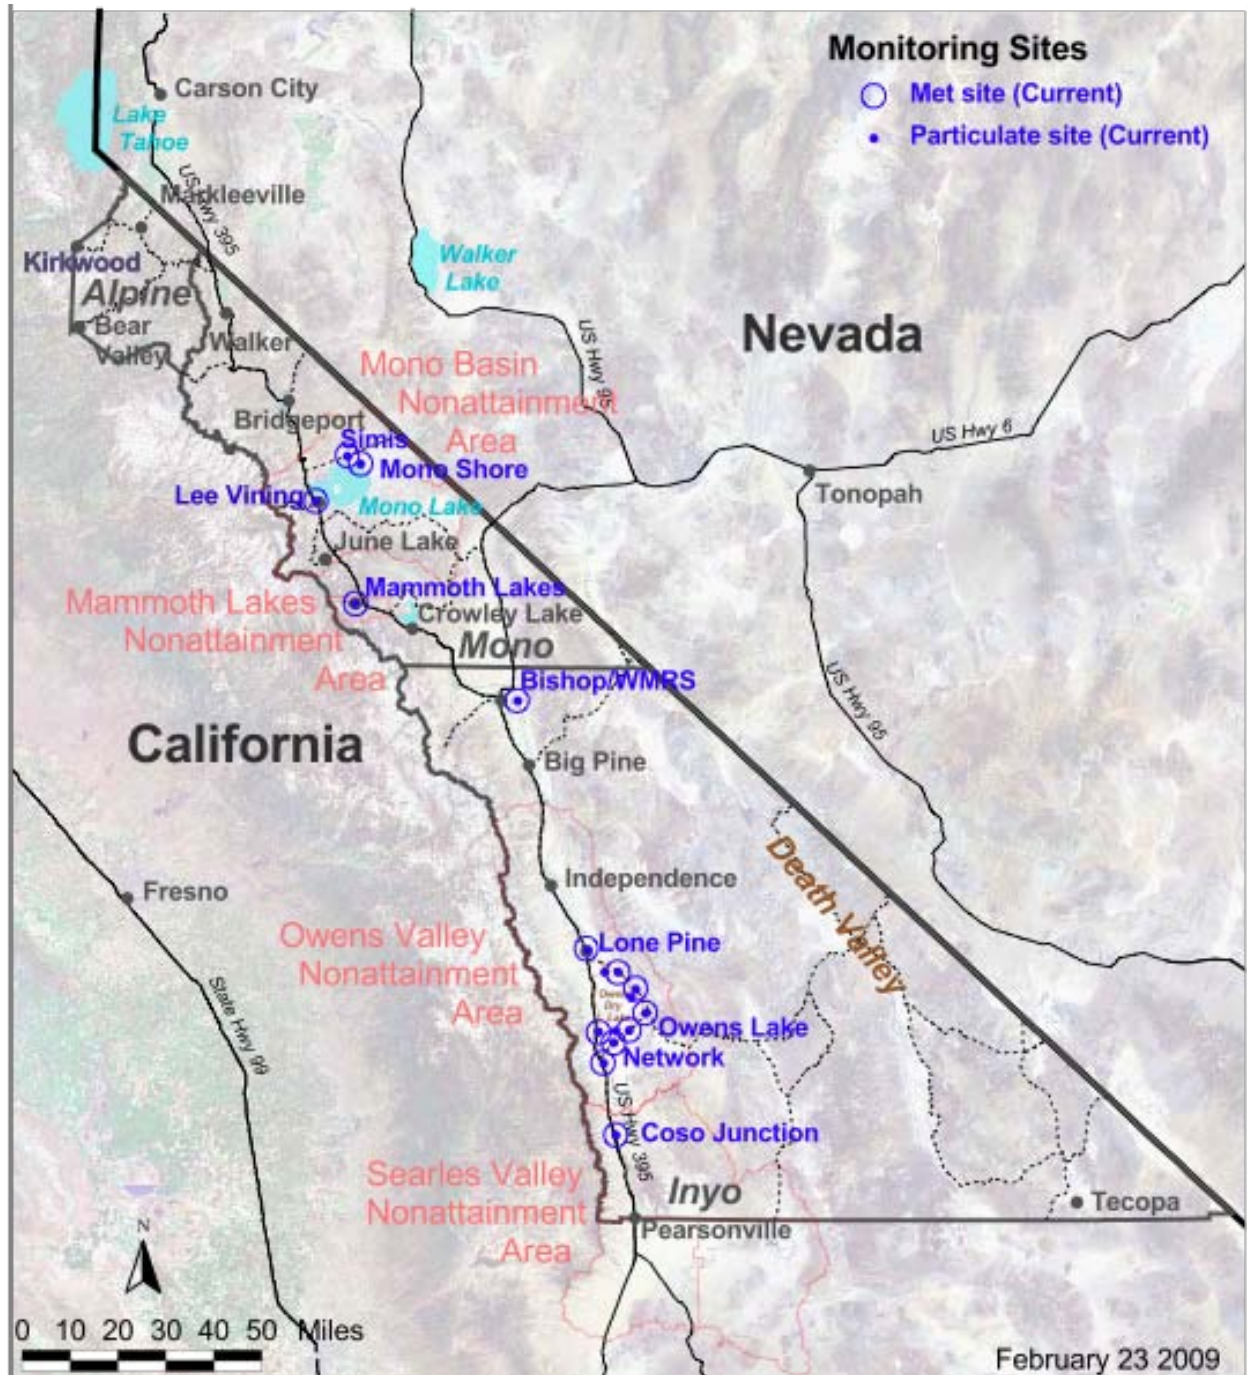 Monitoring Sites
Met site (Current)
Particulate site (Current)
Carson City
Lake
Tahoe
Markleeville
US Hwy 395
Kirkwood
Alpine
Bear
Valley
Walker
Walker
Lake
Nevada
US Hwy 95
Mono Basin
Nonattainment
Area
Bridgeport
Simis
Mono Shore
Lee Vining
Mono Lake
US Hwy 6
Tonopah
June Lake
Mammoth Lakes
Mammoth Lakes
Nonattainment
Area
Crowley Lake
Mono
Bishop/WMRS
US Hwy 95
California
Big Pine
Death Valley
Fresno
Independence
Owens Valley
Nonattainment
Area
Lone Pine
Owens
Dry
Lake
Owens Lake
Network
State Hwy 99
US Hwy 395
Coso Junction
Searles Valley
Nonattainment
Area
Inyo
Tecopa
Pearsonville
N
0 10 20 30 40 50 Miles
February 23 2009